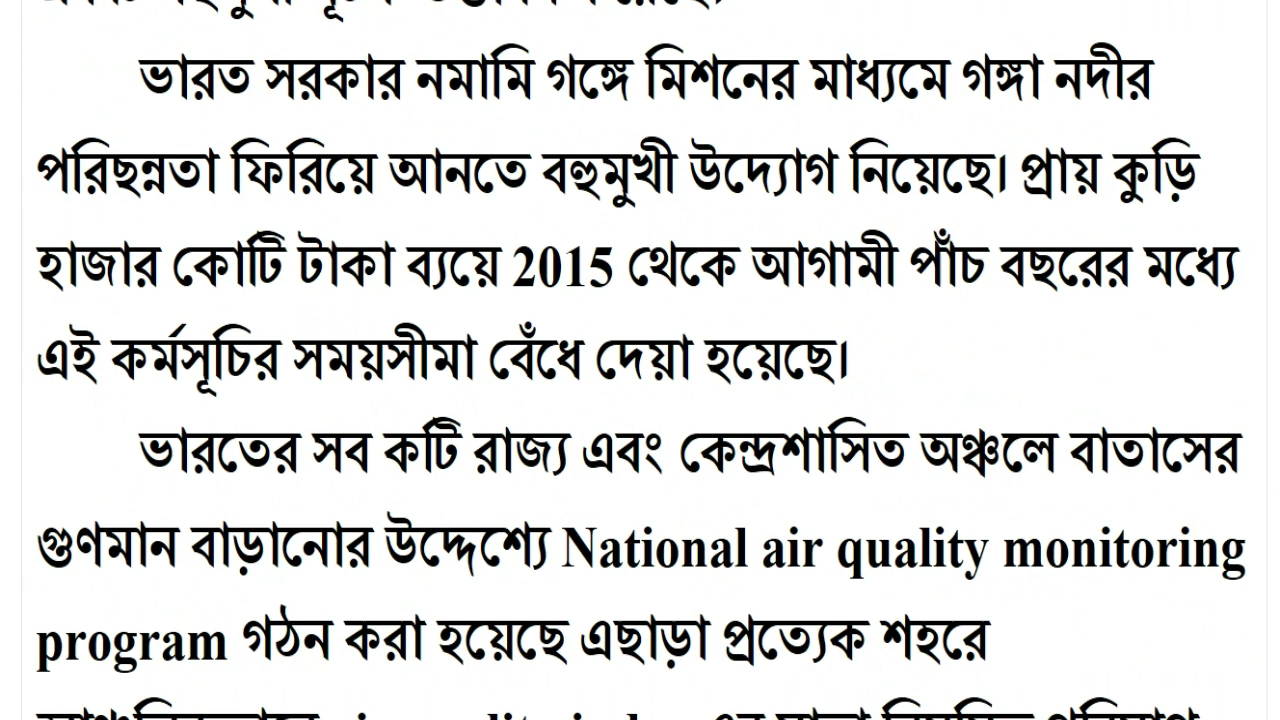 ভারত সরকার নমামি গঙ্গে মিশনের মাধ্যমে গঙ্গা নদীর
পরিছন্নতা ফিরিয়ে আনতে বহুমুখী উদ্যোগ নিয়েছে। প্রায় কুড়ি
হাজার কোটি টাকা ব্যয়ে 2015 থেকে আগামী পাঁচ বছরের মধ্যে
এই কর্মসূচির সময়সীমা বেঁধে দেয়া হয়েছে।
ভারতের সব কটি রাজ্য এবং কেন্দ্রশাসিত অঞ্চলে বাতাসের
গুণমান বাড়ানোর উদ্দেশ্যে National air quality monitoring
program গঠন করা হয়েছে এছাড়া প্রত্যেক শহরে